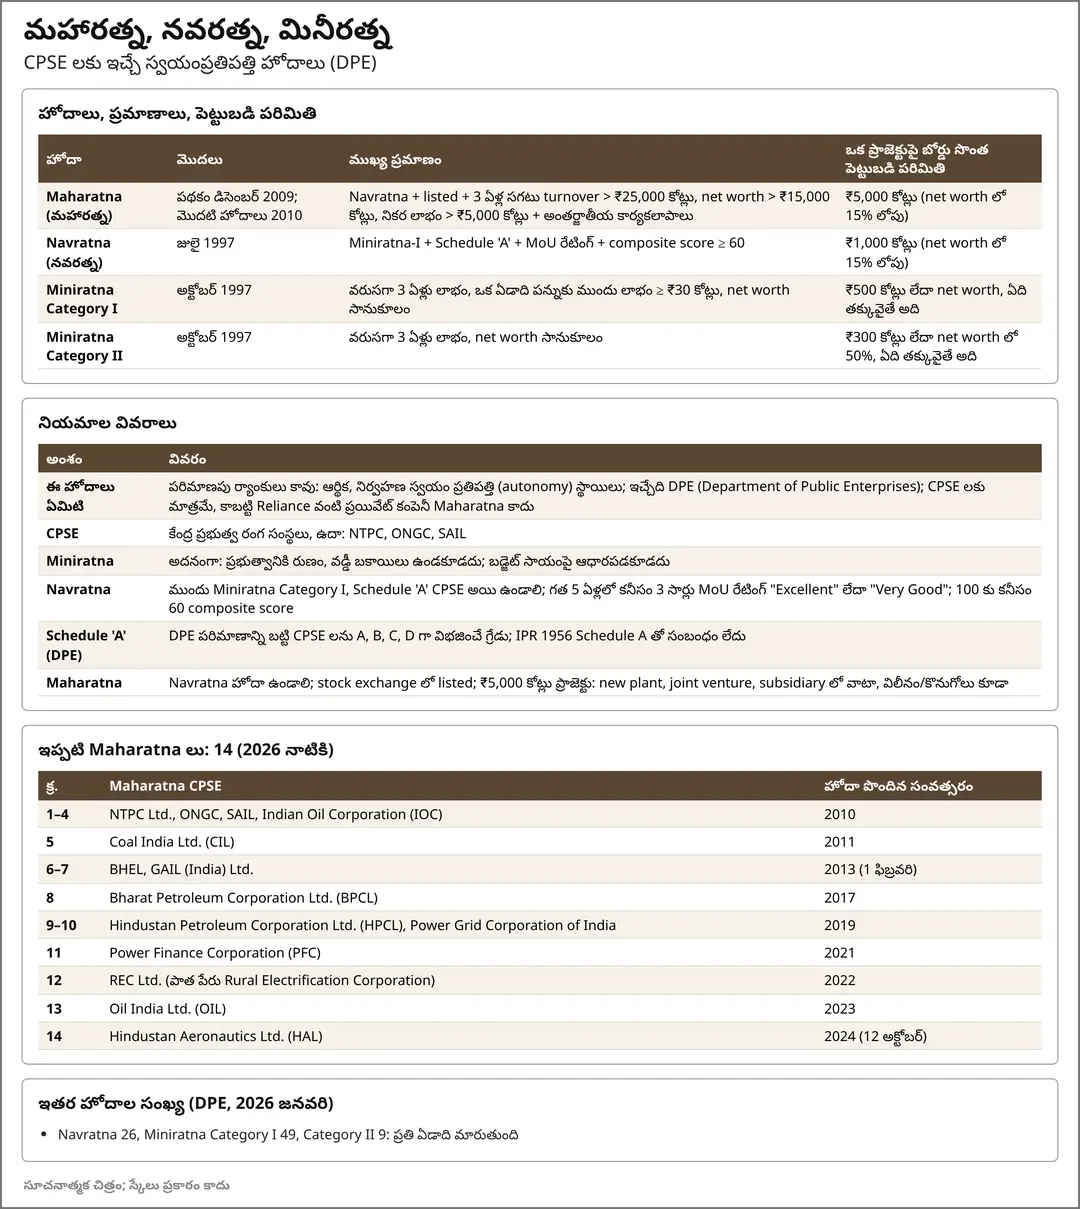 మహారత్న, నవరత్న, మినీరత్న
CPSE లకు ఇచ్చే స్వయంప్రతిపత్తి హోదాలు (DPE)
హోదాలు, ప్రమాణాలు, పెట్టుబడి పరిమితి
హోదా మొదలు ముఖ్య ప్రమాణం ఒక ప్రాజెక్టుపై బోర్డు సొంత
పెట్టుబడి పరిమితి
Maharatna పథకం డిసెంబర్ 2009; Navratna + listed + 3 ఏళ్ల సగటు turnover > ₹25,000 కోట్లు, net worth > ₹15,000 ₹5,000 కోట్లు (net worth లో
(మహారత్న) మొదటి హోదాలు 2010 కోట్లు, నికర లాభం > ₹5,000 కోట్లు + అంతర్జాతీయ కార్యకలాపాలు 15% లోపు)
Navratna జులై 1997 Miniratna-I + Schedule 'A' + MoU రేటింగ్ + composite score ≥ 60 ₹1,000 కోట్లు (net worth లో
(నవరత్న) 15% లోపు)
Miniratna అక్టోబర్ 1997 వరుసగా 3 ఏళ్లు లాభం, ఒక ఏడాది పన్నుకు ముందు లాభం ≥ ₹30 కోట్లు, net worth ₹500 కోట్లు లేదా net worth, ఏది
Category I సానుకూలం తక్కువైతే అది
Miniratna అక్టోబర్ 1997 వరుసగా 3 ఏళ్లు లాభం, net worth సానుకూలం ₹300 కోట్లు లేదా net worth లో
Category II 50%, ఏది తక్కువైతే అది
నియమాల వివరాలు
అంశం వివరం
ఈ హోదాలు పరిమాణపు ర్యాంకులు కావు: ఆర్థిక, నిర్వహణ స్వయం ప్రతిపత్తి (autonomy) స్థాయిలు; ఇచ్చేది DPE (Department of Public Enterprises); CPSE లకు
ఏమిటి మాత్రమే, కాబట్టి Reliance వంటి ప్రయివేట్ కంపెనీ Maharatna కాదు
CPSE కేంద్ర ప్రభుత్వ రంగ సంస్థలు, ఉదా: NTPC, ONGC, SAIL
Miniratna అదనంగా: ప్రభుత్వానికి రుణం, వడ్డీ బకాయిలు ఉండకూడదు; బడ్జెట్ సాయంపై ఆధారపడకూడదు
Navratna ముందు Miniratna Category I, Schedule 'A' CPSE అయి ఉండాలి; గత 5 ఏళ్లలో కనీసం 3 సార్లు MoU రేటింగ్ "Excellent" లేదా "Very Good"; 100 కు కనీసం
60 composite score
Schedule 'A' DPE పరిమాణాన్ని బట్టి CPSE లను A, B, C, D గా విభజించే గ్రేడు; IPR 1956 Schedule A తో సంబంధం లేదు
(DPE)
Maharatna Navratna హోదా ఉండాలి; stock exchange లో listed; ₹5,000 కోట్లు ప్రాజెక్టు: new plant, joint venture, subsidiary లో వాటా, విలీనం/కొనుగోలు కూడా
ఇప్పటి Maharatna లు: 14 (2026 నాటికి)
క్ర. Maharatna CPSE హోదా పొందిన సంవత్సరం
1–4 NTPC Ltd., ONGC, SAIL, Indian Oil Corporation (IOC) 2010
5 Coal India Ltd. (CIL) 2011
6–7 BHEL, GAIL (India) Ltd. 2013 (1 ఫిబ్రవరి)
8 Bharat Petroleum Corporation Ltd. (BPCL) 2017
9–10 Hindustan Petroleum Corporation Ltd. (HPCL), Power Grid Corporation of India 2019
11 Power Finance Corporation (PFC) 2021
12 REC Ltd. (పాత పేరు Rural Electrification Corporation) 2022
13 Oil India Ltd. (OIL) 2023
14 Hindustan Aeronautics Ltd. (HAL) 2024 (12 అక్టోబర్)
ఇతర హోదాల సంఖ్య (DPE, 2026 జనవరి)
• Navratna 26, Miniratna Category I 49, Category II 9: ప్రతి ఏడాది మారుతుంది
సూచనాత్మక చిత్రం; స్కేలు ప్రకారం కాదు